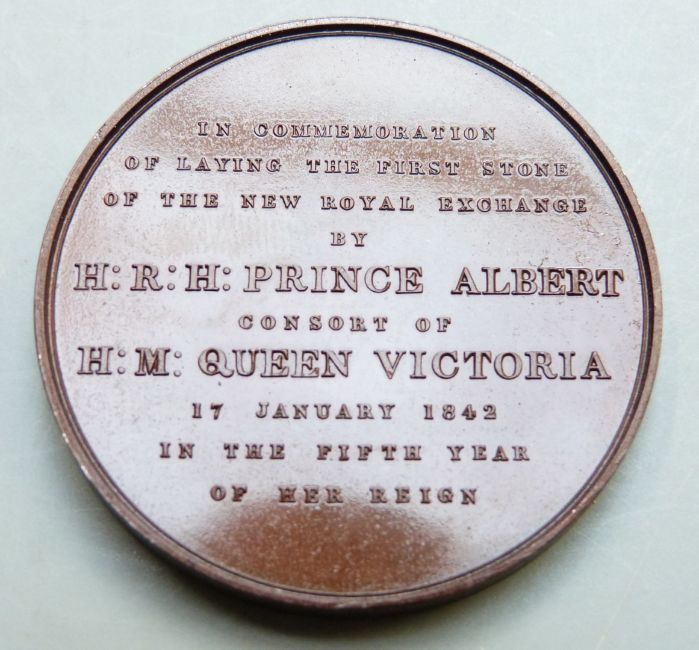 IN COMMEMORATION
OF LAYING THE FIRST STONE
OF THE NEW ROYAL EXCHANGE
BY
H: R: H: PRINCE ALBERT
CONSORT OF
H: M: QUEEN VICTORIA
17 JANUARY 1842
IN THE FIFTH YEAR
OF HER REIGN